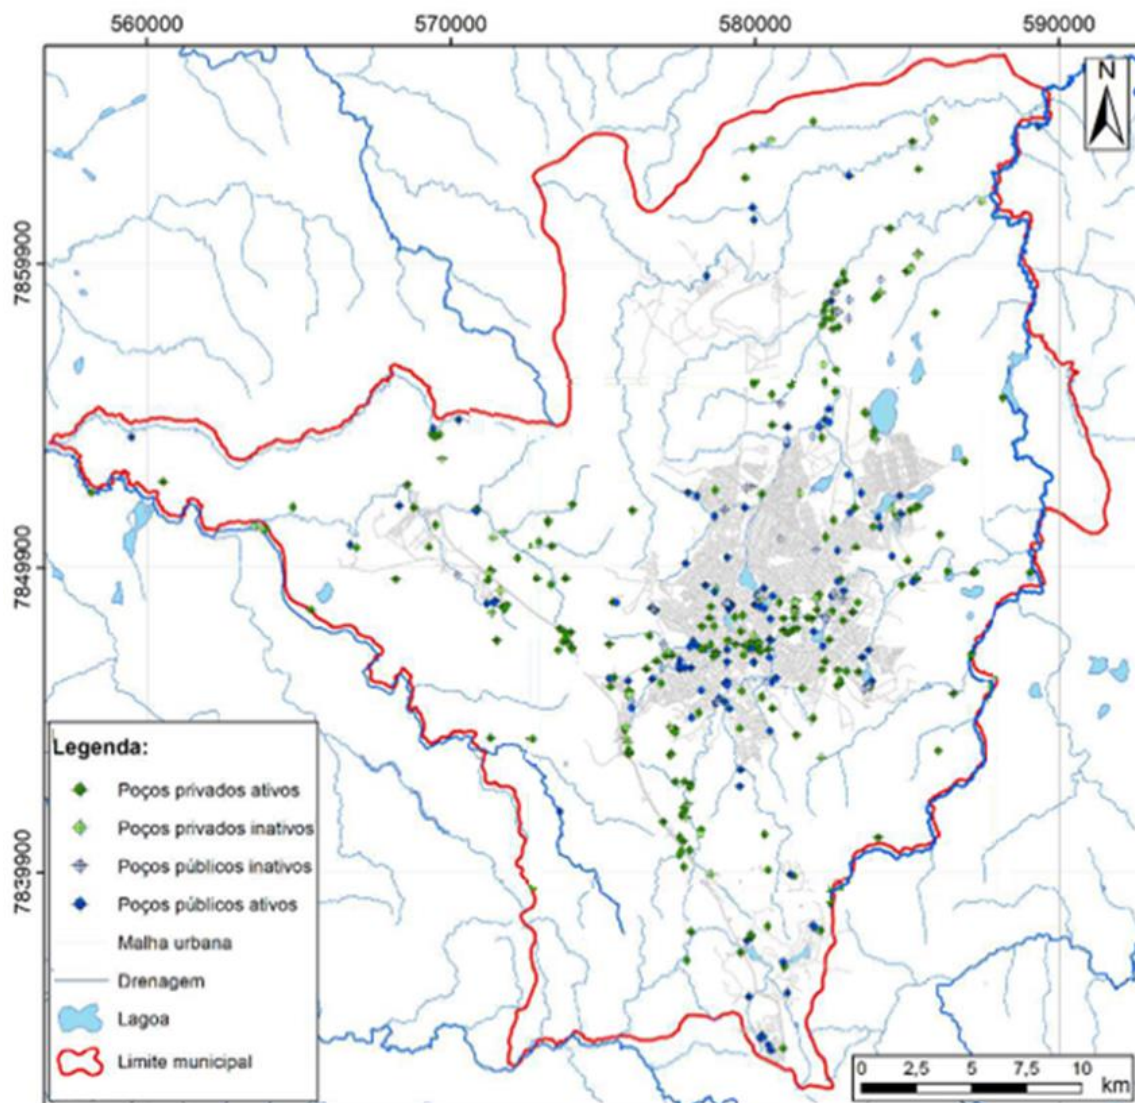 560000 570000 580000 590000
N
7859900
7849900
7839900
Legenda:
Poços privados ativos
Poços privados inativos
Poços públicos inativos
Poços públicos ativos
Malha urbana
Drenagem
Lagoa
Limite municipal
0 2,5 5 7,5 10
km